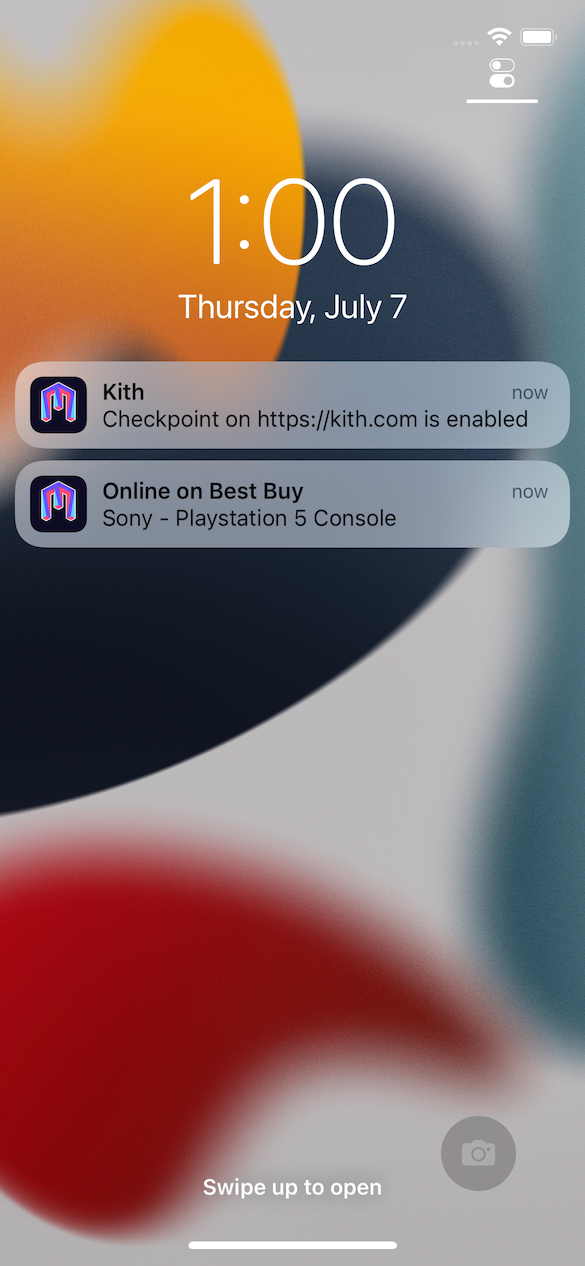 1:00
Thursday, July 7
Kith
now
Checkpoint on https://kith.com is enabled
Online on Best Buy
now
Sony - Playstation 5 Console
Swipe up to open